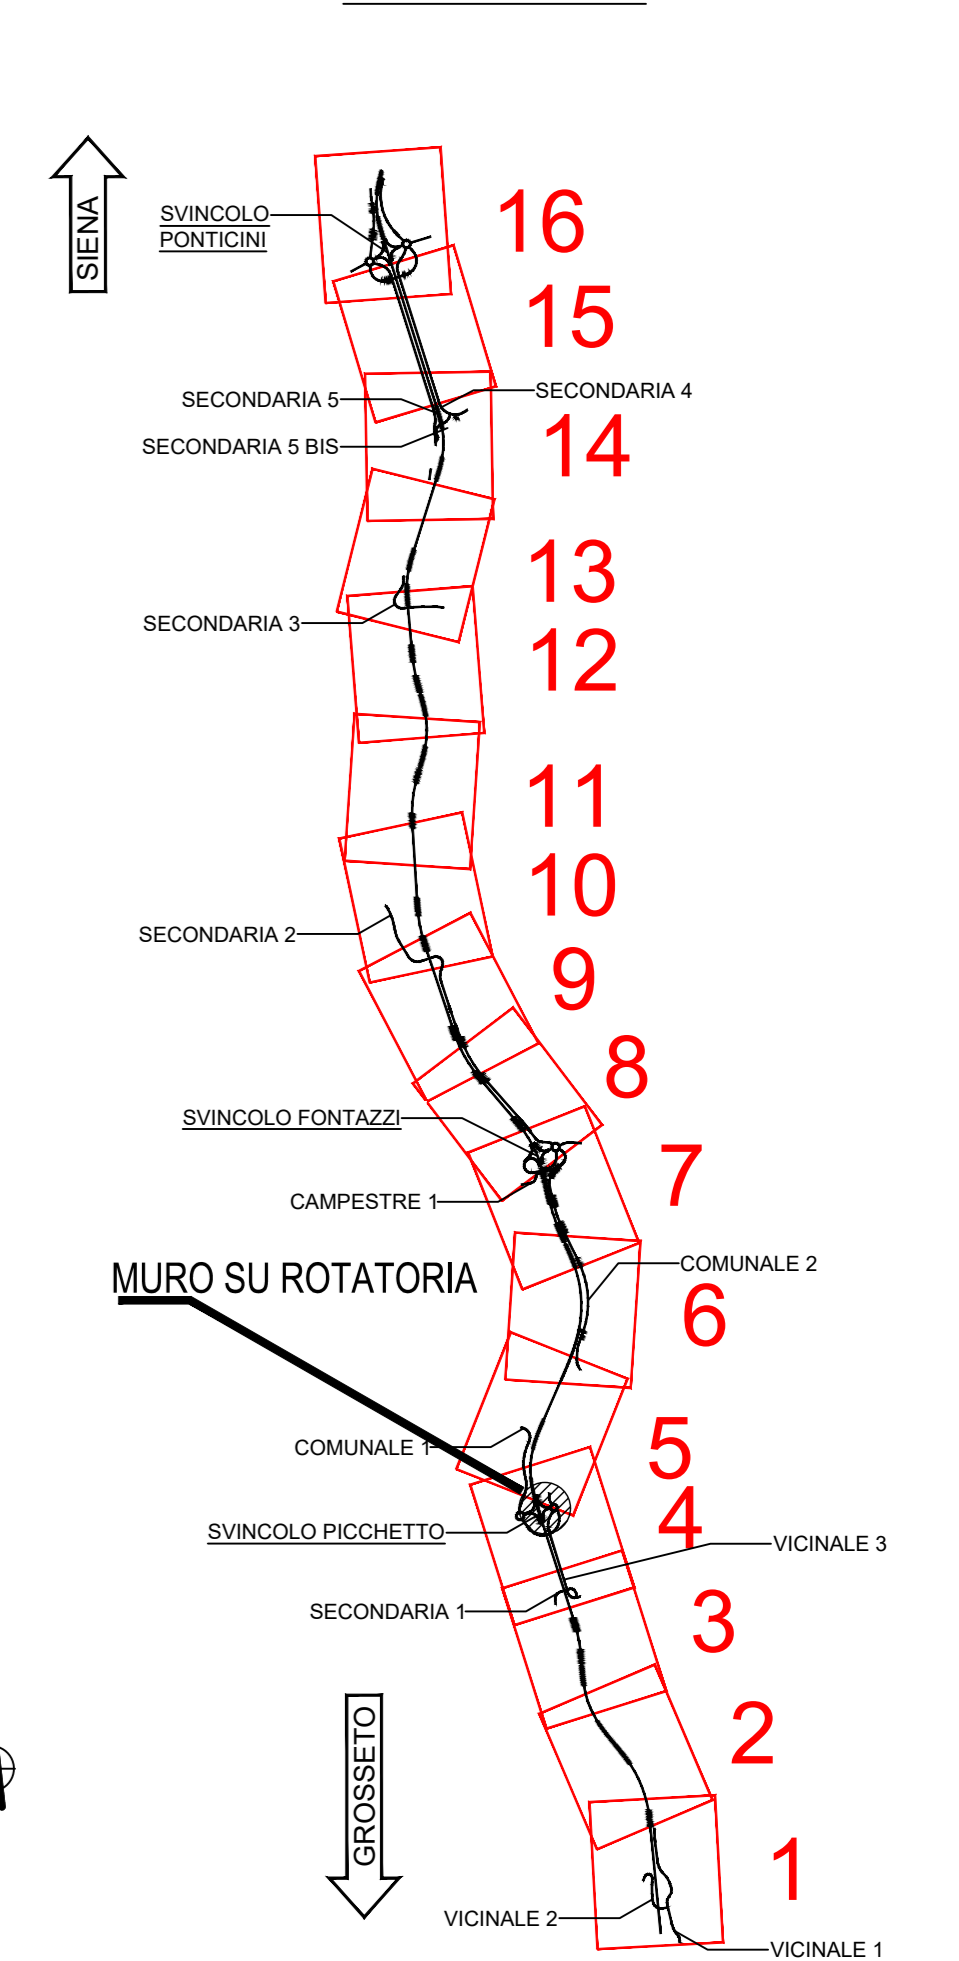 SIENA
SVINCOLO
PONTICINI
16
15
SECONDARIA 4
SECONDARIA 5
14
SECONDARIA 5 BIS
13
SECONDARIA 3
12
11
10
SECONDARIA 2
9
8
SVINCOLO FONTAZZI
7
CAMPESTRE 1
COMUNALE 2
MURO SU ROTATORIA
6
COMUNALE 1
5
4
SVINCOLO PICCHETTO
VICINALE 3
SECONDARIA 1
3
2
GROSSETO
1
VICINALE 2
VICINALE 1